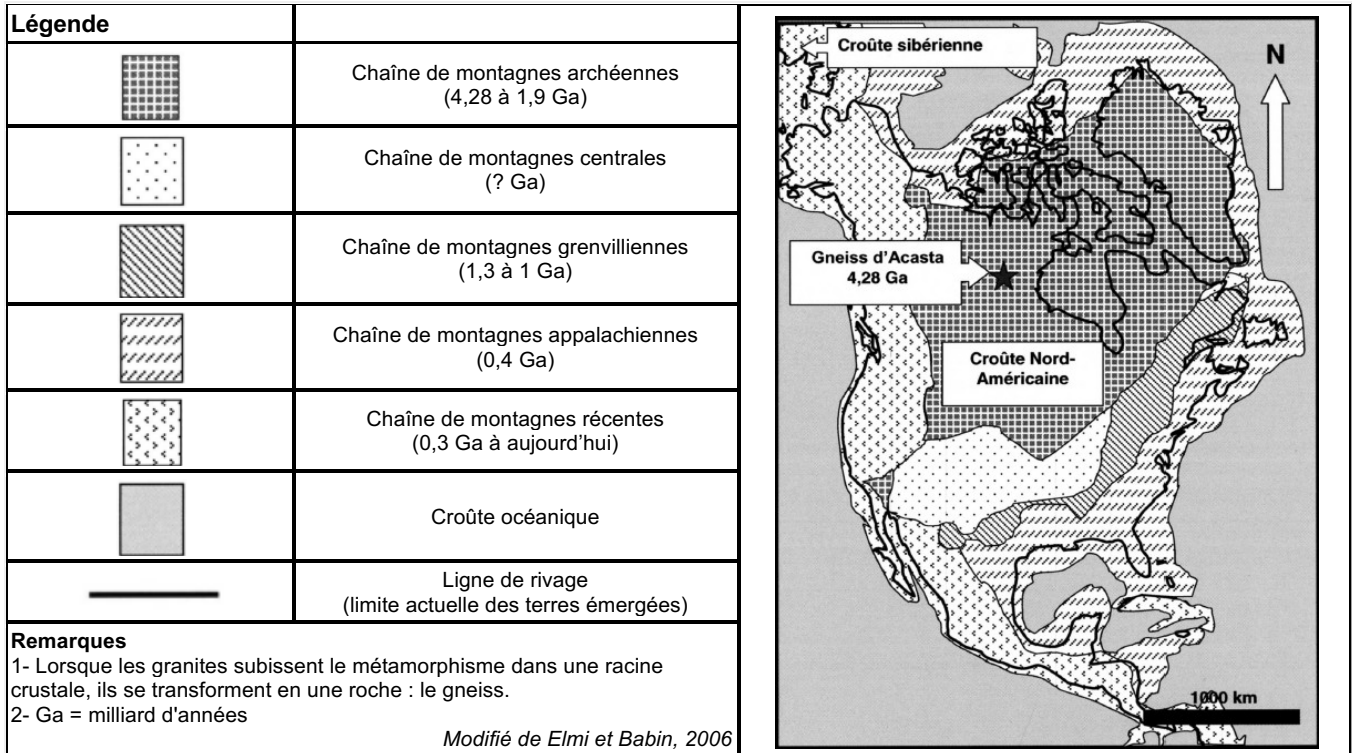 Légende
Chaîne de montagnes archéennes
(4,28 à 1,9 Ga)
Chaîne de montagnes centrales
(? Ga)
Chaîne de montagnes grenvilliennes
(1,3 à 1 Ga)
Chaîne de montagnes appalachiennes
(0,4 Ga)
Chaîne de montagnes récentes
(0,3 Ga à aujourd’hui)
Croûte océanique
Ligne de rivage
(limite actuelle des terres émergées)
Remarques
1- Lorsque les granites subissent le métamorphisme dans une racine
crustale, ils se transforment en une roche : le gneiss.
2- Ga = milliard d'années
Modifié de Elmi et Babin, 2006
Croûte sibérienne
N
Gneiss d’Acasta
4,28 Ga
Croûte Nord-
Américaine
1000 km